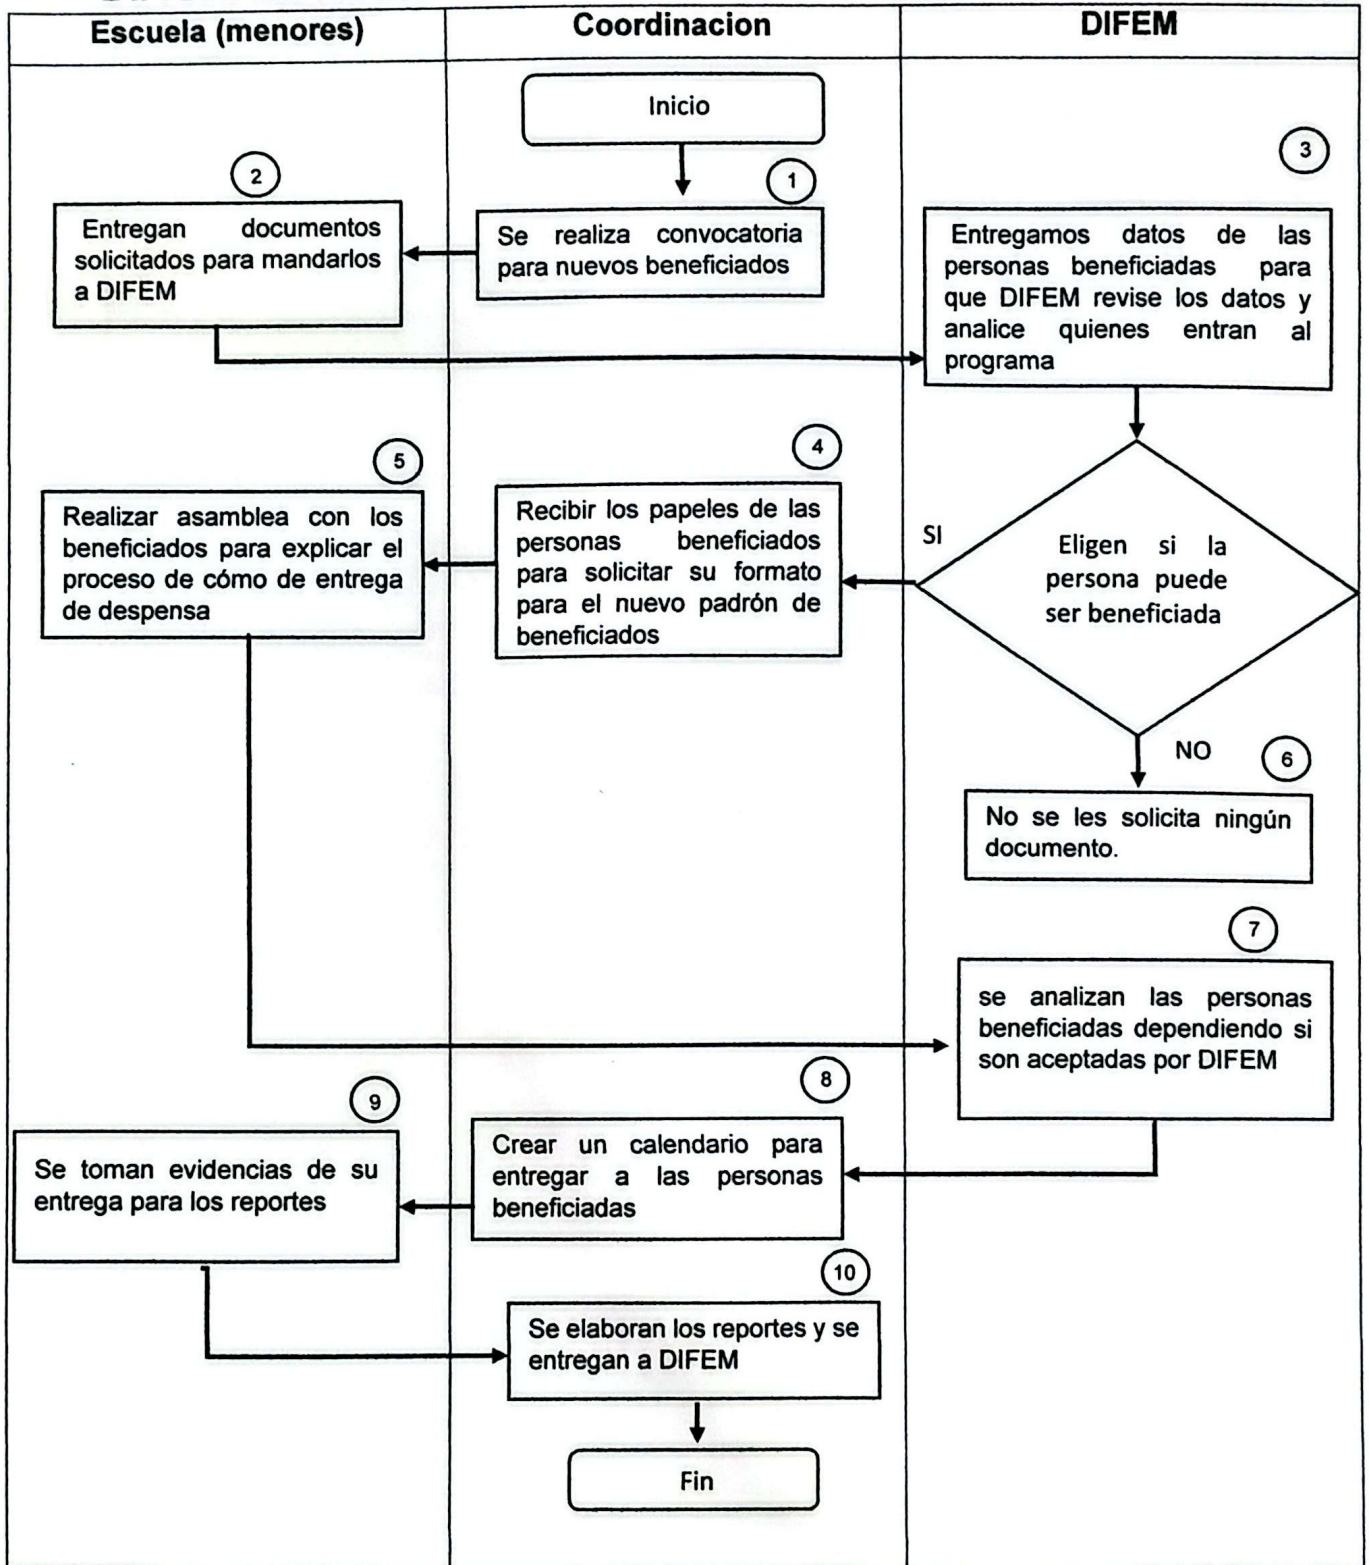 Escuela (menores)
Coordinacion
DIFEM
Inicio
1
Se realiza convocatoria
para nuevos beneficiados
2
Entregan documentos
solicitados para mandarlos
a DIFEM
3
Entregamos datos de las
personas beneficiadas para
que DIFEM revise los datos y
analice quienes entran al
programa
Eligen si la
persona puede
ser beneficiada
SI
4
Recibir los papeles de las
personas beneficiados
para solicitar su formato
para el nuevo padrón de
beneficiados
5
Realizar asamblea con los
beneficiados para explicar el
proceso de cómo de entrega
de despensa
NO
6
No se les solicita ningún
documento.
7
se analizan las personas
beneficiadas dependiendo si
son aceptadas por DIFEM
8
Crear un calendario para
entregar a las personas
beneficiadas
9
Se toman evidencias de su
entrega para los reportes
10
Se elaboran los reportes y se
entregan a DIFEM
Fin